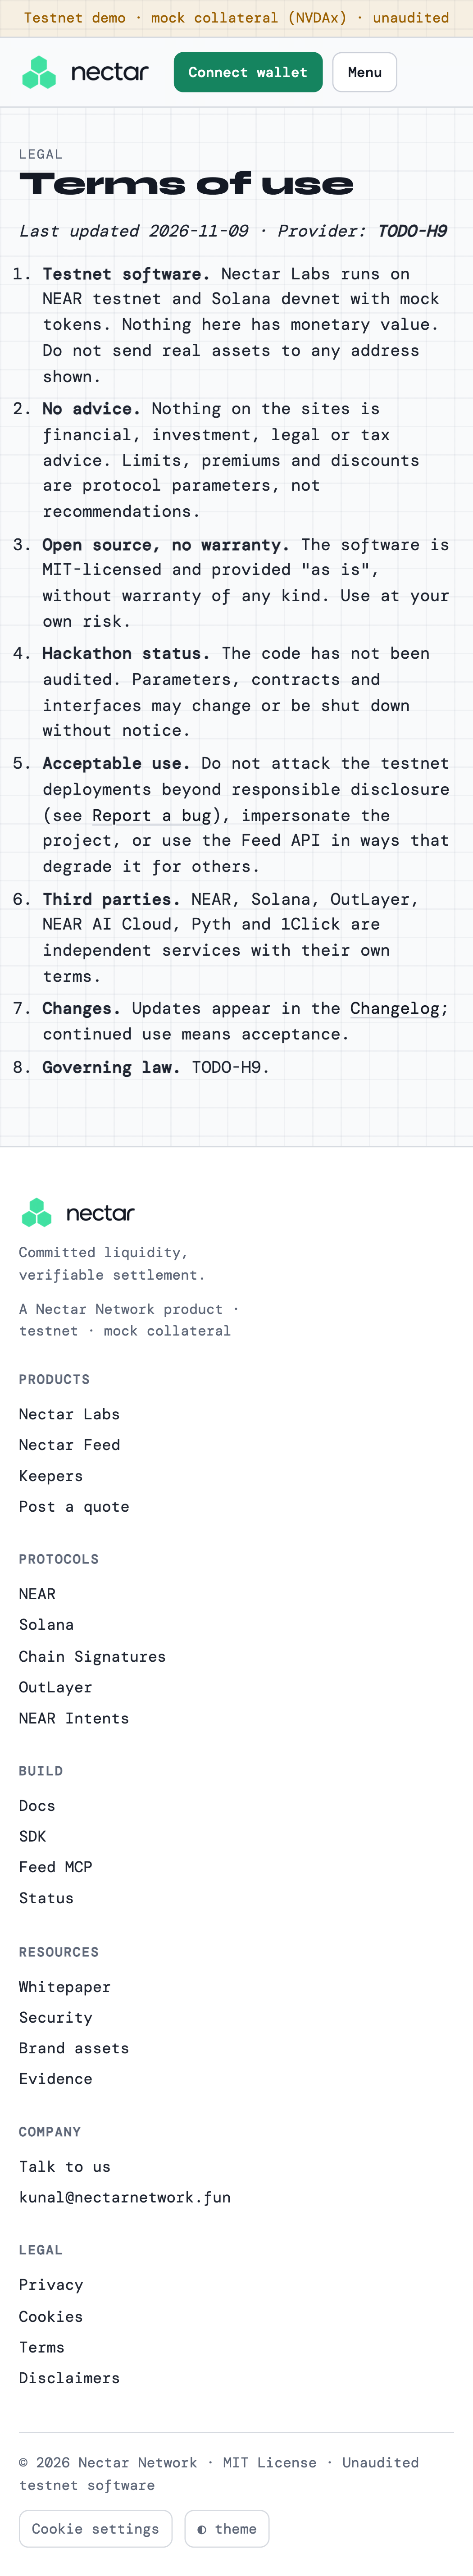 Testnet demo · mock collateral (NVDAx) · unaudited
nectar
Connect wallet
Menu
LEGAL
Terms of use
Last updated 2026-11-09 · Provider: TODO-H9
1. Testnet software. Nectar Labs runs on
NEAR testnet and Solana devnet with mock
tokens. Nothing here has monetary value.
Do not send real assets to any address
shown.
2. No advice. Nothing on the sites is
financial, investment, legal or tax
advice. Limits, premiums and discounts
are protocol parameters, not
recommendations.
3. Open source, no warranty. The software is
MIT-licensed and provided "as is",
without warranty of any kind. Use at your
own risk.
4. Hackathon status. The code has not been
audited. Parameters, contracts and
interfaces may change or be shut down
without notice.
5. Acceptable use. Do not attack the testnet
deployments beyond responsible disclosure
(see Report a bug), impersonate the
project, or use the Feed API in ways that
degrade it for others.
6. Third parties. NEAR, Solana, OutLayer,
NEAR AI Cloud, Pyth and 1Click are
independent services with their own
terms.
7. Changes. Updates appear in the Changelog;
continued use means acceptance.
8. Governing law. TODO-H9.
nectar
Committed liquidity,
verifiable settlement.
A Nectar Network product ·
testnet · mock collateral
PRODUCTS
Nectar Labs
Nectar Feed
Keepers
Post a quote
PROTOCOLS
NEAR
Solana
Chain Signatures
OutLayer
NEAR Intents
BUILD
Docs
SDK
Feed MCP
Status
RESOURCES
Whitepaper
Security
Brand assets
Evidence
COMPANY
Talk to us
kunal@nectarnetwork.fun
LEGAL
Privacy
Cookies
Terms
Disclaimers
© 2026 Nectar Network · MIT License · Unaudited
testnet software
Cookie settings
◐ theme